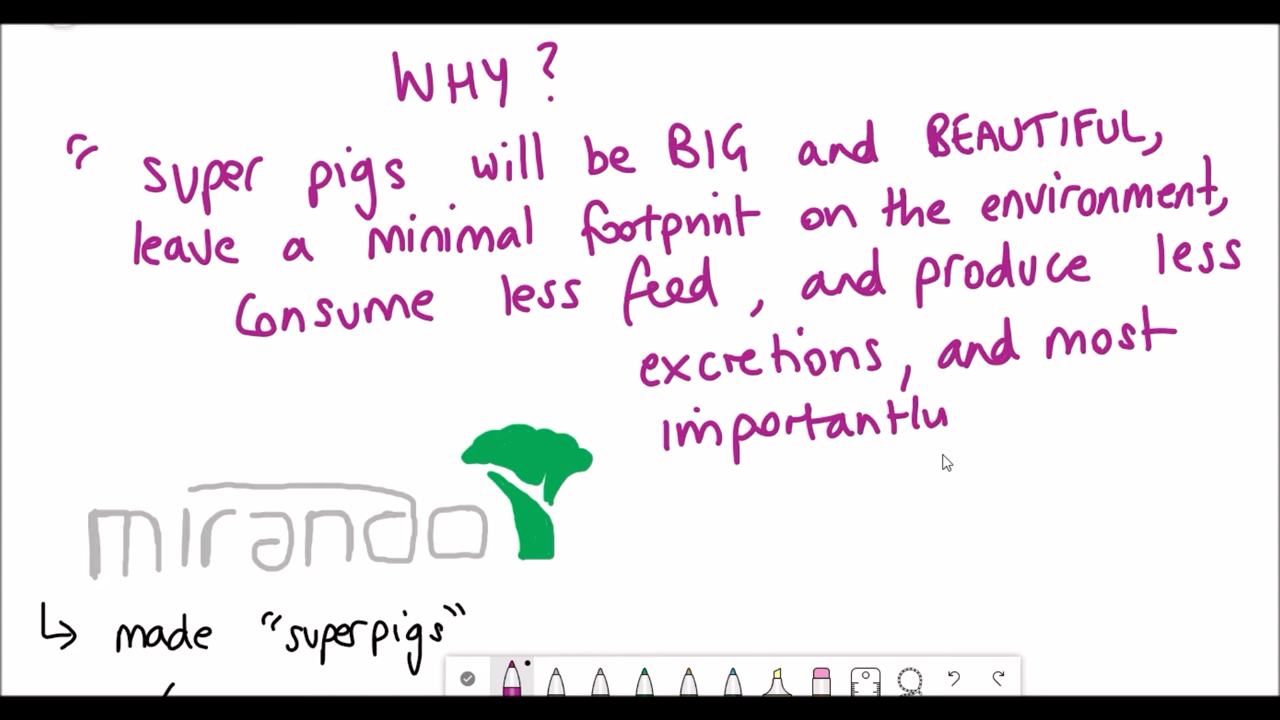 WHY?
" super pigs will be BIG and BEAUTIFUL,
leave a minimal footprint on the environment,
consume less feed, and produce less
excretions, and most
importantlu
mirando
↳ made "superpigs"